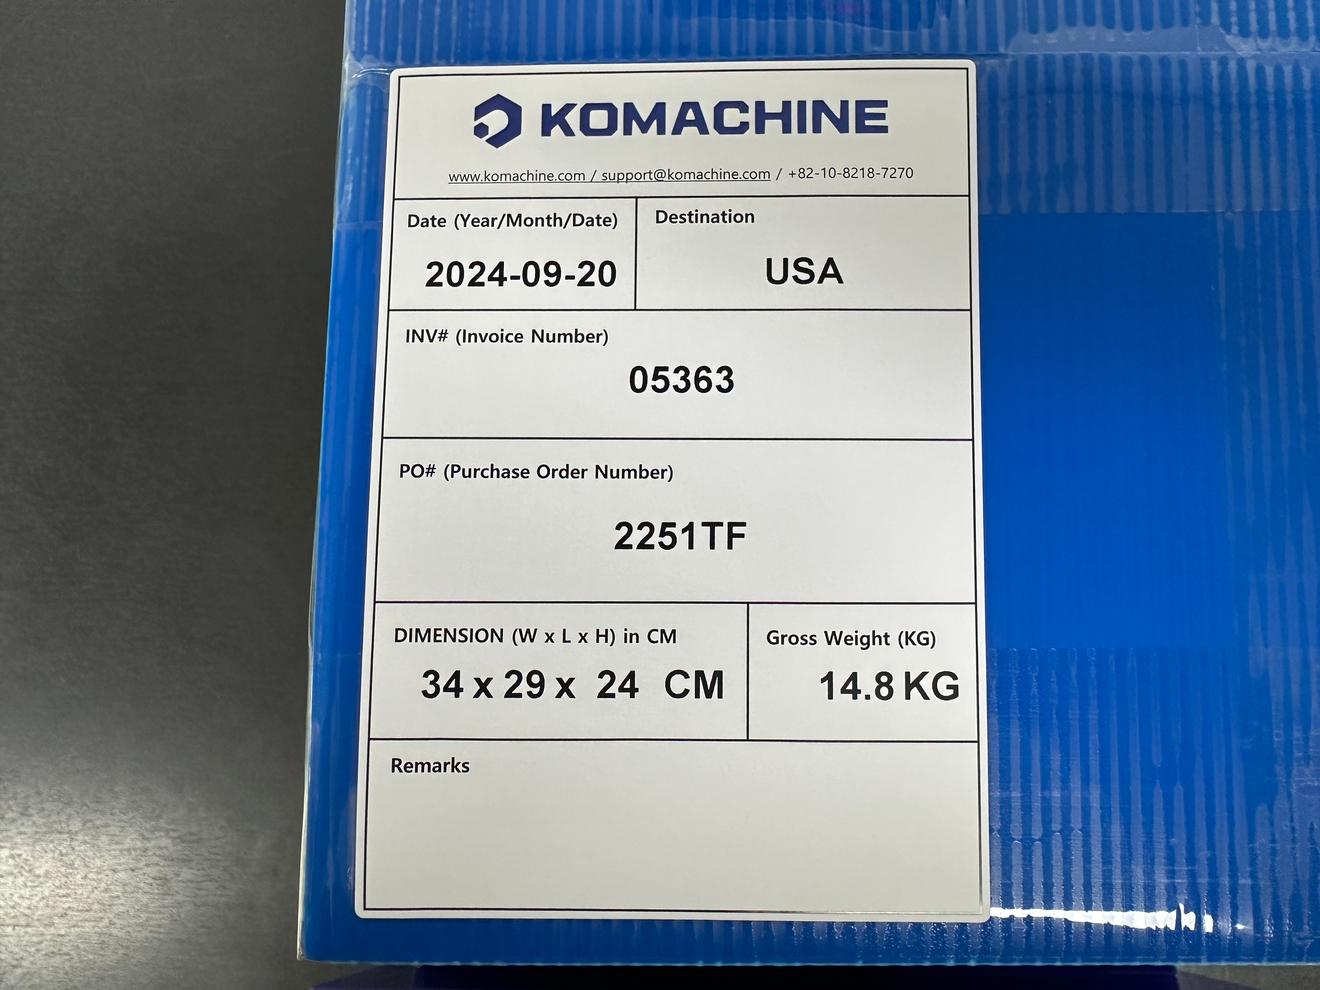 KOMACHINE
www.komachine.com / support@komachine.com / +82-10-8218-7270
Date (Year/Month/Date)
2024-09-20
Destination
USA
INV# (Invoice Number)
05363
PO# (Purchase Order Number)
2251TF
DIMENSION (W x L x H) in CM
34 x 29 x 24 CM
Gross Weight (KG)
14.8 KG
Remarks